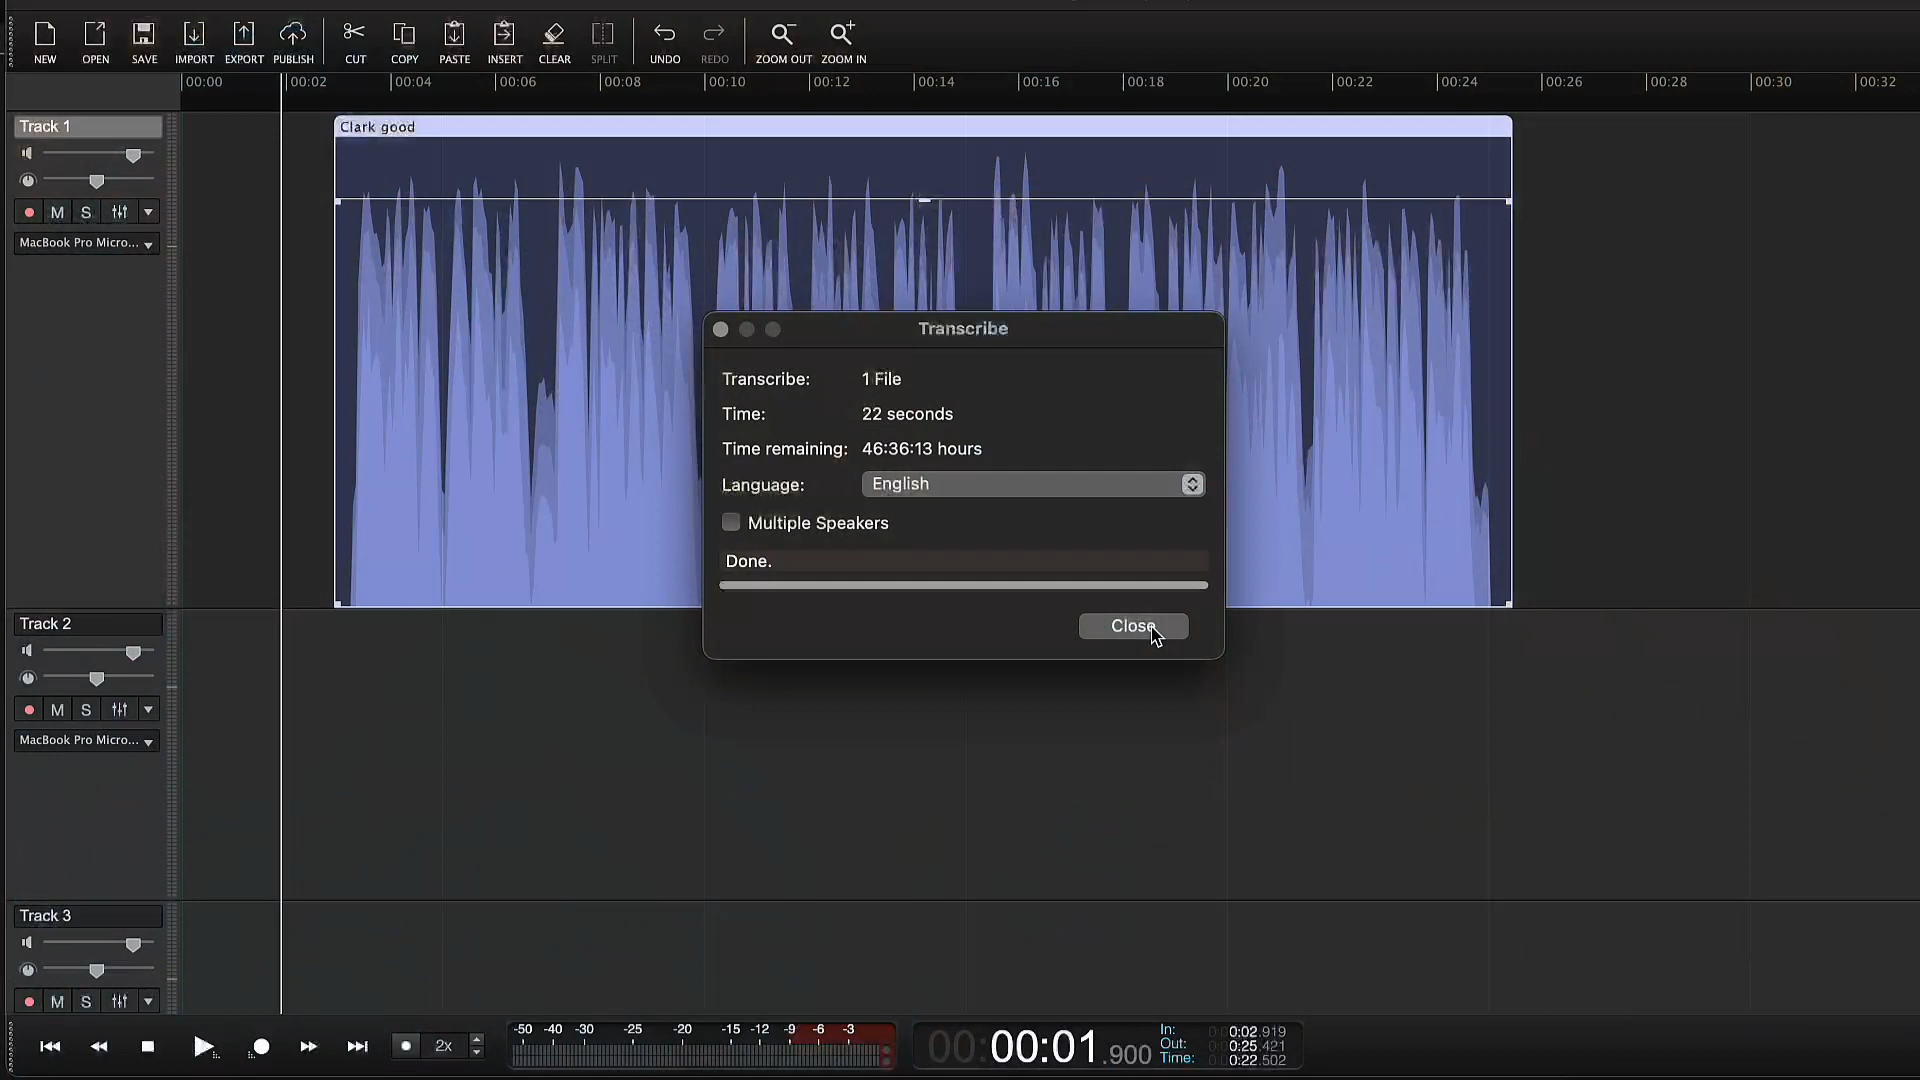 NEW OPEN SAVE IMPORT EXPORT PUBLISH CUT COPY PASTE INSERT CLEAR SPLIT UNDO REDO ZOOM OUT ZOOM IN
00:00 00:02 00:04 00:06 00:08 00:10 00:12 00:14 00:16 00:18 00:20 00:22 00:24 00:26 00:28 00:30 00:32
Track 1
Clark good
M S
MacBook Pro Micro...
Transcribe
Transcribe: 1 File
Time: 22 seconds
Time remaining: 46:36:13 hours
Language: English
Multiple Speakers
Done.
Close
Track 2
M S
MacBook Pro Micro...
Track 3
M S
2x
-50 -40 -30 -25 -20 -15 -12 -9 -6 -3
00:00:01.900
In: 0:02.919
Out: 0:25.421
Time: 0:22.502